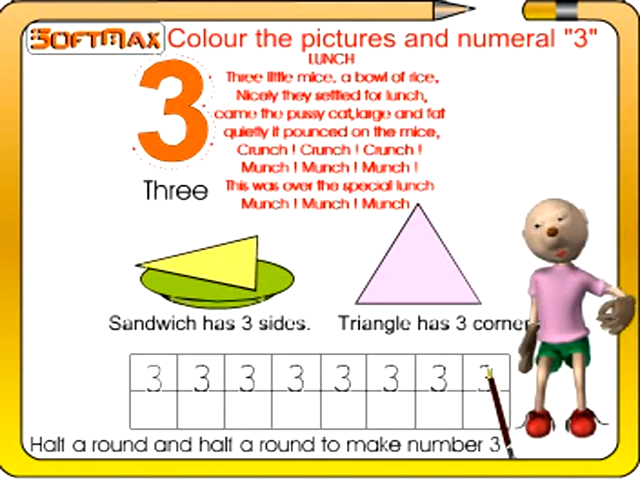 SOFTMAX
Colour the pictures and numeral "3"
3
Three
LUNCH
Three little mice, a bowl of rice,
Nicely they settled for lunch,
came the pussy cat,large and fat
quietly it pounced on the mice,
Crunch ! Crunch ! Crunch !
Munch ! Munch ! Munch !
This was over the special lunch
Munch ! Munch ! Munch
Sandwich has 3 sides.
Triangle has 3 corners
3 3 3 3 3 3 3 3
Half a round and half a round to make number 3